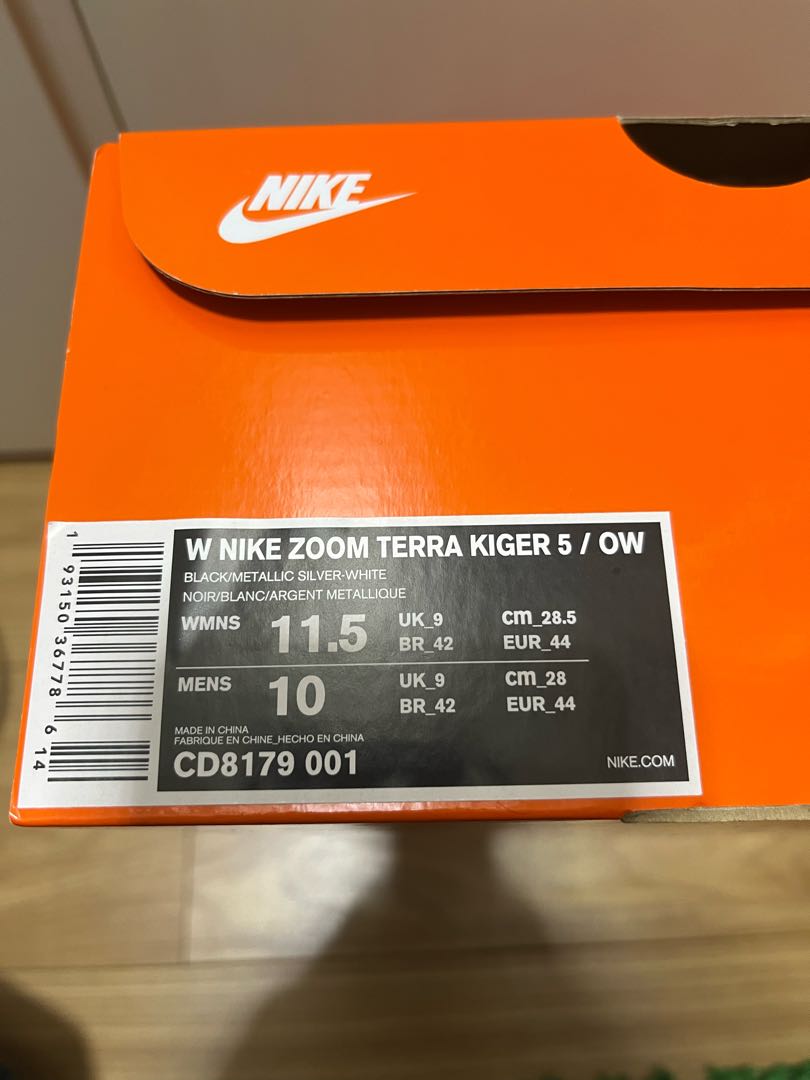 NIKE
W NIKE ZOOM TERRA KIGER 5 / OW
BLACK/METALLIC SILVER-WHITE
NOIR/BLANC/ARGENT METALLIQUE
WMNS 11.5 UK_9 cm_28.5
BR_42 EUR_44
MENS 10 UK_9 cm_28
BR_42 EUR_44
MADE IN CHINA
FABRIQUE EN CHINE_HECHO EN CHINA
CD8179 001
NIKE.COM
1 93150 36778 6 14